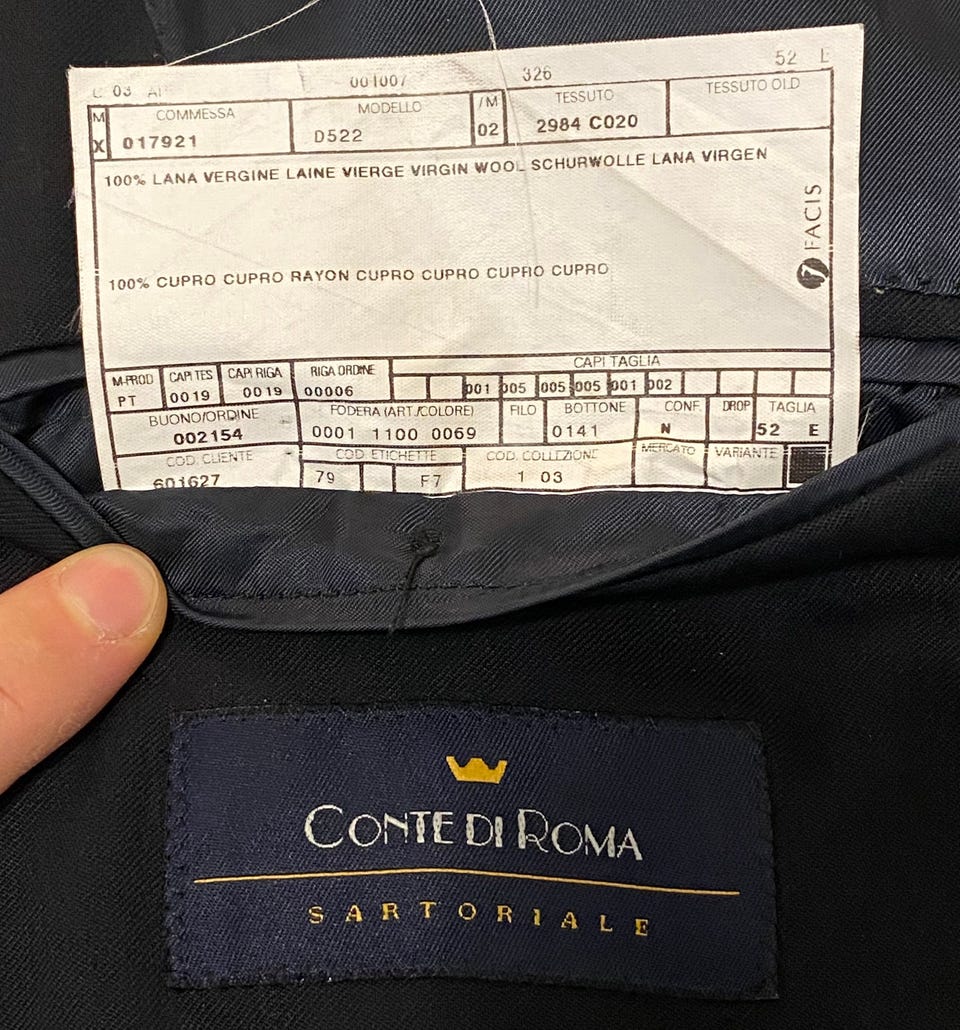 03 001007 326 52 E
M COMMESSA MODELLO /M TESSUTO TESSUTO OLD
X 017921 D522 02 2984 C020
100% LANA VERGINE LAINE VIERGE VIRGIN WOOL SCHURWOLLE LANA VIRGEN
FACIS
100% CUPRO CUPRO RAYON CUPRO CUPRO CUPRO CUPRO
M-PROD CAPI TES CAPI RIGA RIGA ORDINE CAPI TAGLIA
PT 0019 0019 00006 001 005 005 005 001 002
BUONO/ORDINE FODERA (ART./COLORE) FILO BOTTONE CONF. DROP TAGLIA
002154 0001 1100 0069 0141 N 52 E
COD. CLIENTE COD ETICHETTE COD. COLLEZIONE MERCATO VARIANTE
601627 79 F7 1 03
CONTE DI ROMA
SARTORIALE